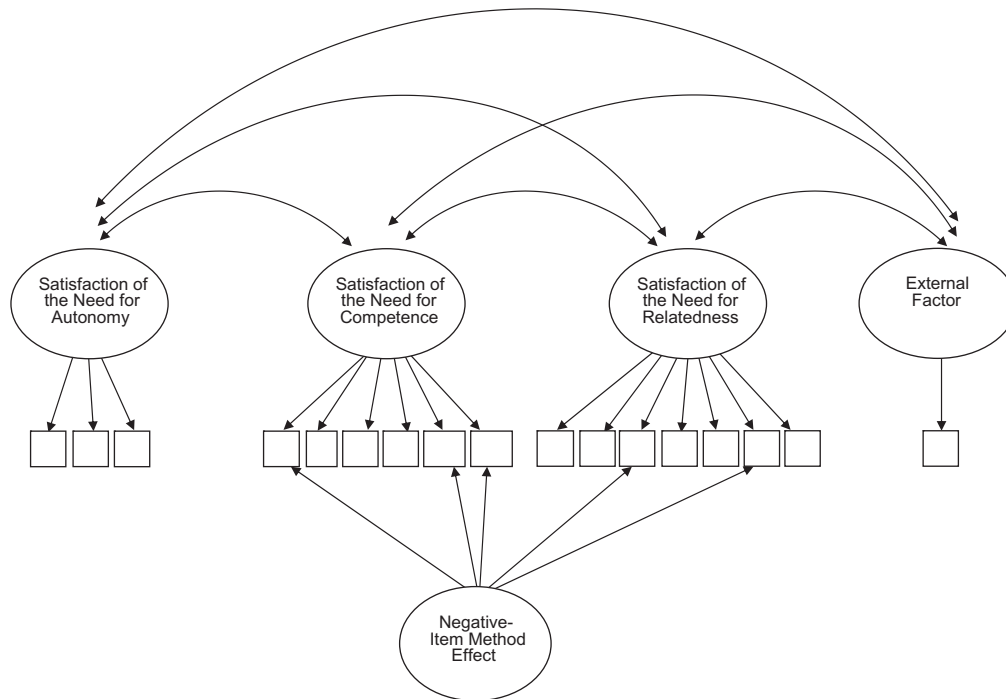 Satisfaction of
the Need for
Autonomy
Satisfaction of
the Need for
Competence
Satisfaction of
the Need for
Relatedness
External
Factor
Negative-
Item Method
Effect